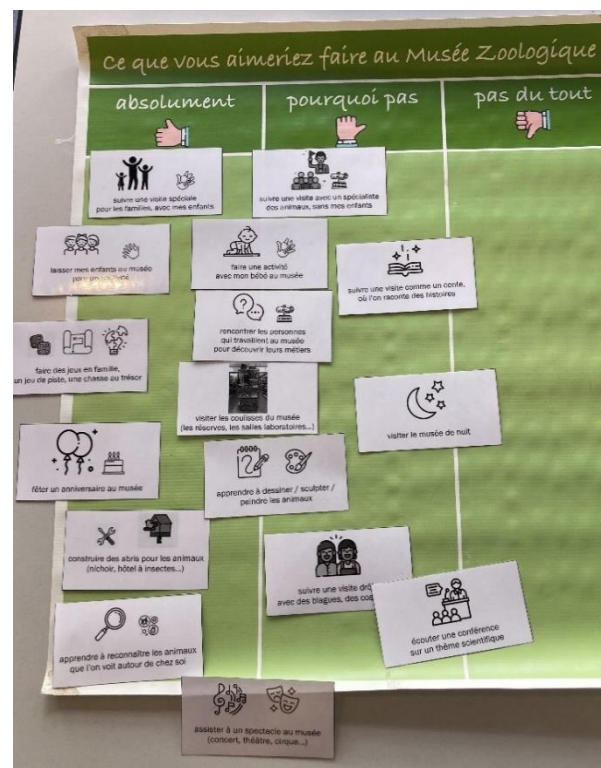 Ce que vous aimeriez faire au Musée Zoologique
absolument
pourquoi pas
pas du tout
suivre une visite spéciale
pour les familles, avec mes enfants
suivre une visite avec un spécialiste
des animaux, sans mes enfants
laisser mes enfants au musée
pour un
faire une activité
avec mon bébé au musée
suivre une visite comme un conte,
où l'on raconte des histoires
rencontrer les personnes
qui travaillent au musée
pour découvrir leurs métiers
faire des jeux en famille,
un jeu de piste, une chasse au trésor
visiter les coulisses du musée
(les réserves, les salles laboratoires...)
visiter le musée de nuit
fêter un anniversaire au musée
apprendre à dessiner / sculpter /
peindre les animaux
construire des abris pour les animaux
(nichoir, hôtel à insectes...)
suivre une visite
avec des blagues, des
écouter une conférence
sur un thème scientifique
apprendre à reconnaître les animaux
que l'on voit autour de chez soi
assister à un spectacle au musée
(concert, théâtre, cirque...)